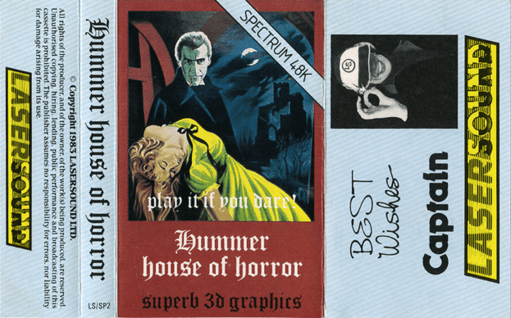 LASERSOUND
All rights of the producer, and of the owner, of the work(s) being produced, are reserved.
Unauthorised copying, hiring, lending, public performance and broadcasting of this
cassette is prohibited. The publisher assumes no responsibility for errors, nor liability
for damage arising from its use.
© Copyright 1983 LASERSOUND LTD.
Hummer house of horror
LS/SP2
SPECTRUM 48K
play it if you dare!
Hummer
house of horror
superb 3d graphics
BEST
Wishes
Captain
LASERSOUND